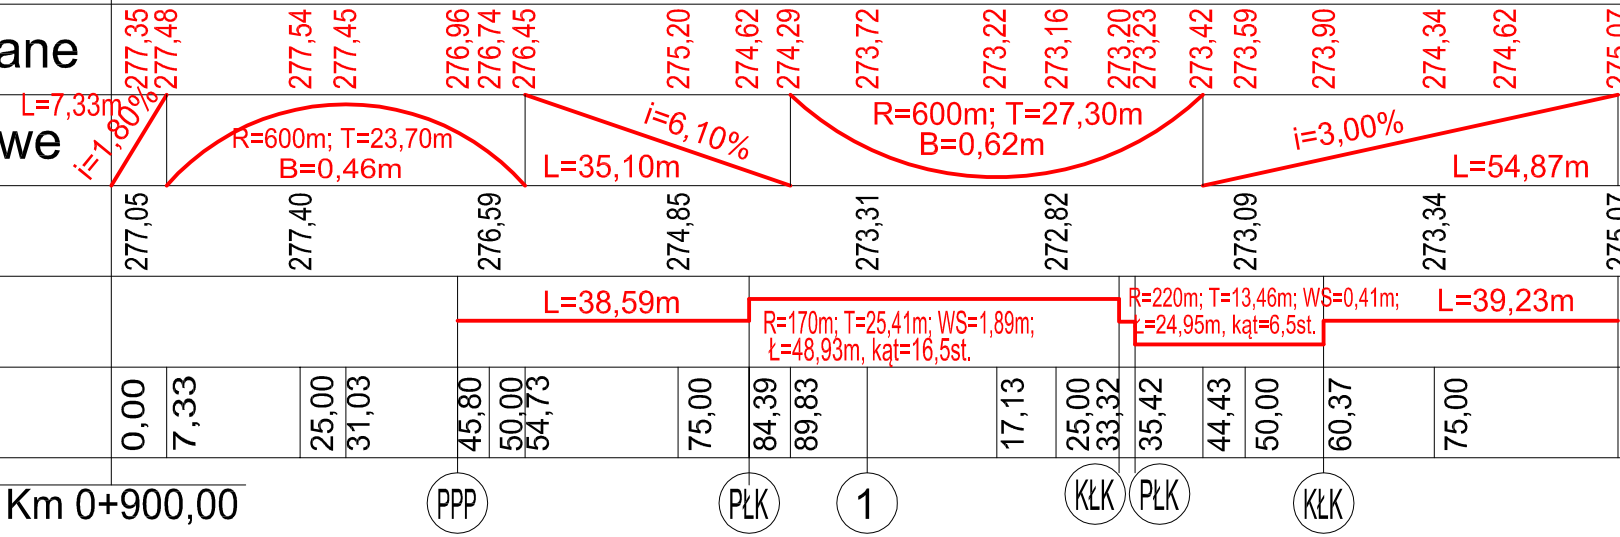 ane
277,35
277,48
277,54
277,45
276,96
276,74
276,45
275,20
274,62
274,29
273,72
273,22
273,16
273,20
273,23
273,42
273,59
273,90
274,34
274,62
275,07
we
L=7,33m
i=1,80%
R=600m; T=23,70m
B=0,46m
i=6,10%
L=35,10m
R=600m; T=27,30m
B=0,62m
i=3,00%
L=54,87m
277,05
277,40
276,59
274,85
273,31
272,82
273,09
273,34
275,07
L=38,59m
R=170m; T=25,41m; WS=1,89m;
Ł=48,93m, kąt=16,5st.
R=220m; T=13,46m; WS=0,41m;
Ł=24,95m, kąt=6,5st.
L=39,23m
0,00
7,33
25,00
31,03
45,80
50,00
54,73
75,00
84,39
89,83
17,13
25,00
33,32
35,42
44,43
50,00
60,37
75,00
Km 0+900,00
PPP
PŁK
1
KŁK
PŁK
KŁK